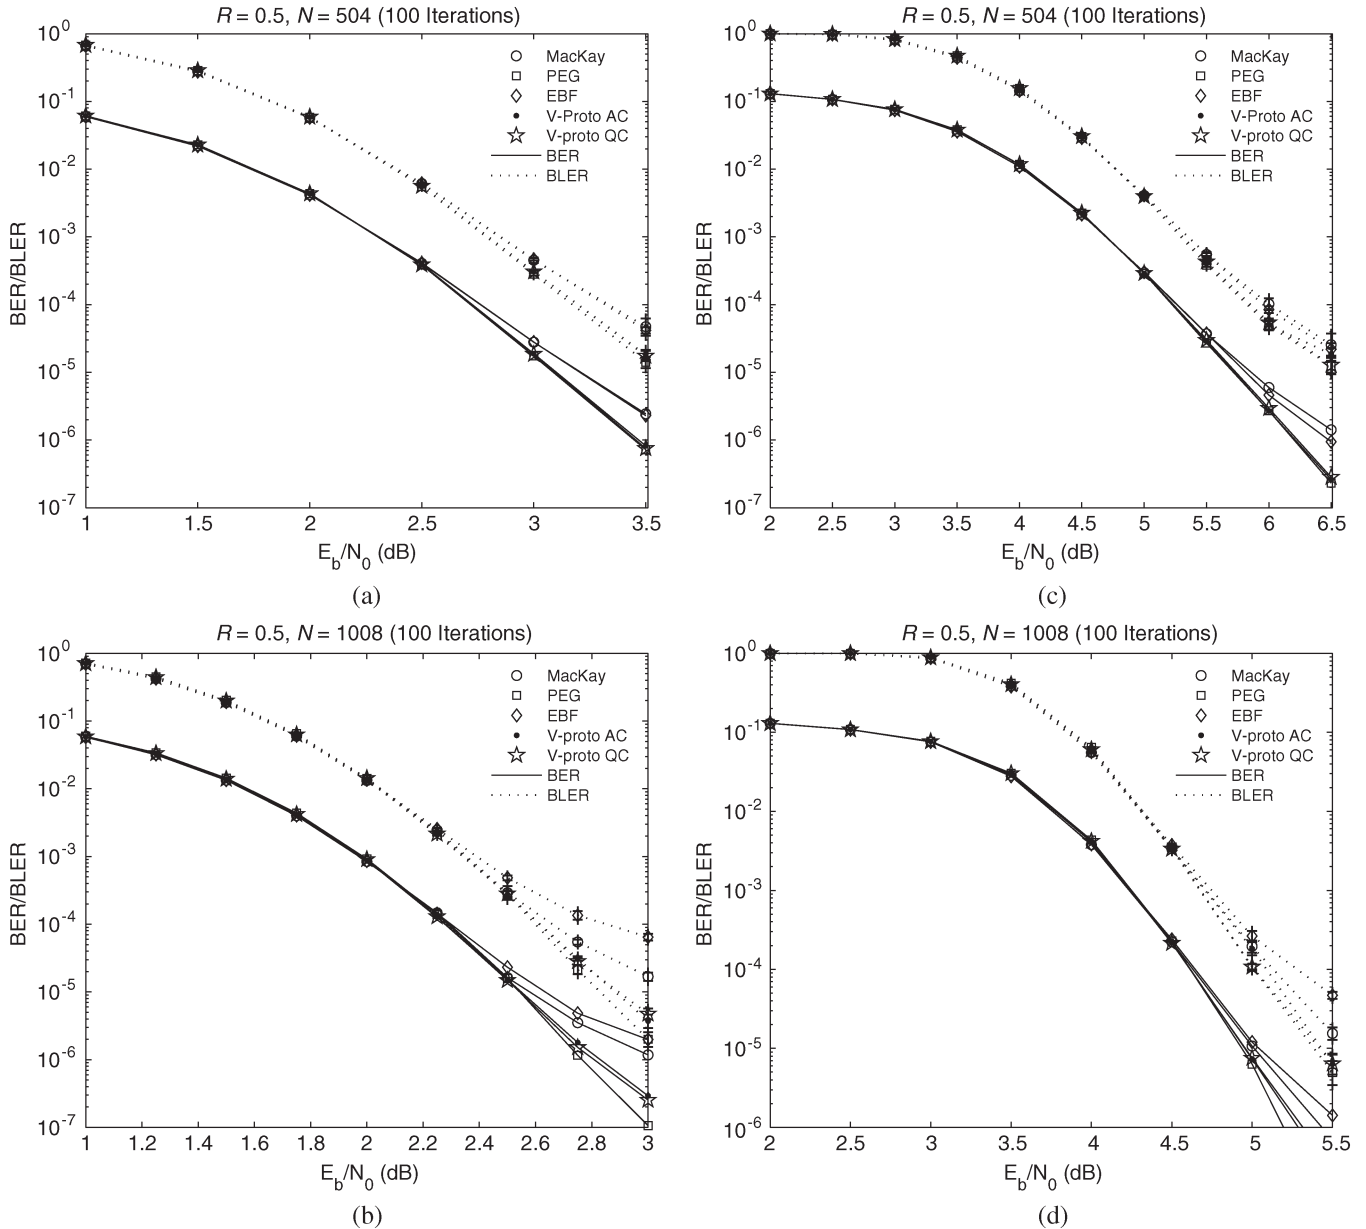 R = 0.5, N = 504 (100 Iterations)
10^0
10^-1
10^-2
10^-3
10^-4
10^-5
10^-6
10^-7
BER/BLER
MacKay
PEG
EBF
V-Proto AC
V-proto QC
BER
BLER
1 1.5 2 2.5 3 3.5
E_b/N_0 (dB)
(a)
R = 0.5, N = 504 (100 Iterations)
10^0
10^-1
10^-2
10^-3
10^-4
10^-5
10^-6
10^-7
BER/BLER
MacKay
PEG
EBF
V-Proto AC
V-proto QC
BER
BLER
2 2.5 3 3.5 4 4.5 5 5.5 6 6.5
E_b/N_0 (dB)
(c)
R = 0.5, N = 1008 (100 Iterations)
10^0
10^-1
10^-2
10^-3
10^-4
10^-5
10^-6
10^-7
BER/BLER
MacKay
PEG
EBF
V-proto AC
V-proto QC
BER
BLER
1 1.2 1.4 1.6 1.8 2 2.2 2.4 2.6 2.8 3
E_b/N_0 (dB)
(b)
R = 0.5, N = 1008 (100 Iterations)
10^0
10^-1
10^-2
10^-3
10^-4
10^-5
10^-6
BER/BLER
MacKay
PEG
EBF
V-proto AC
V-proto QC
BER
BLER
2 2.5 3 3.5 4 4.5 5 5.5
E_b/N_0 (dB)
(d)